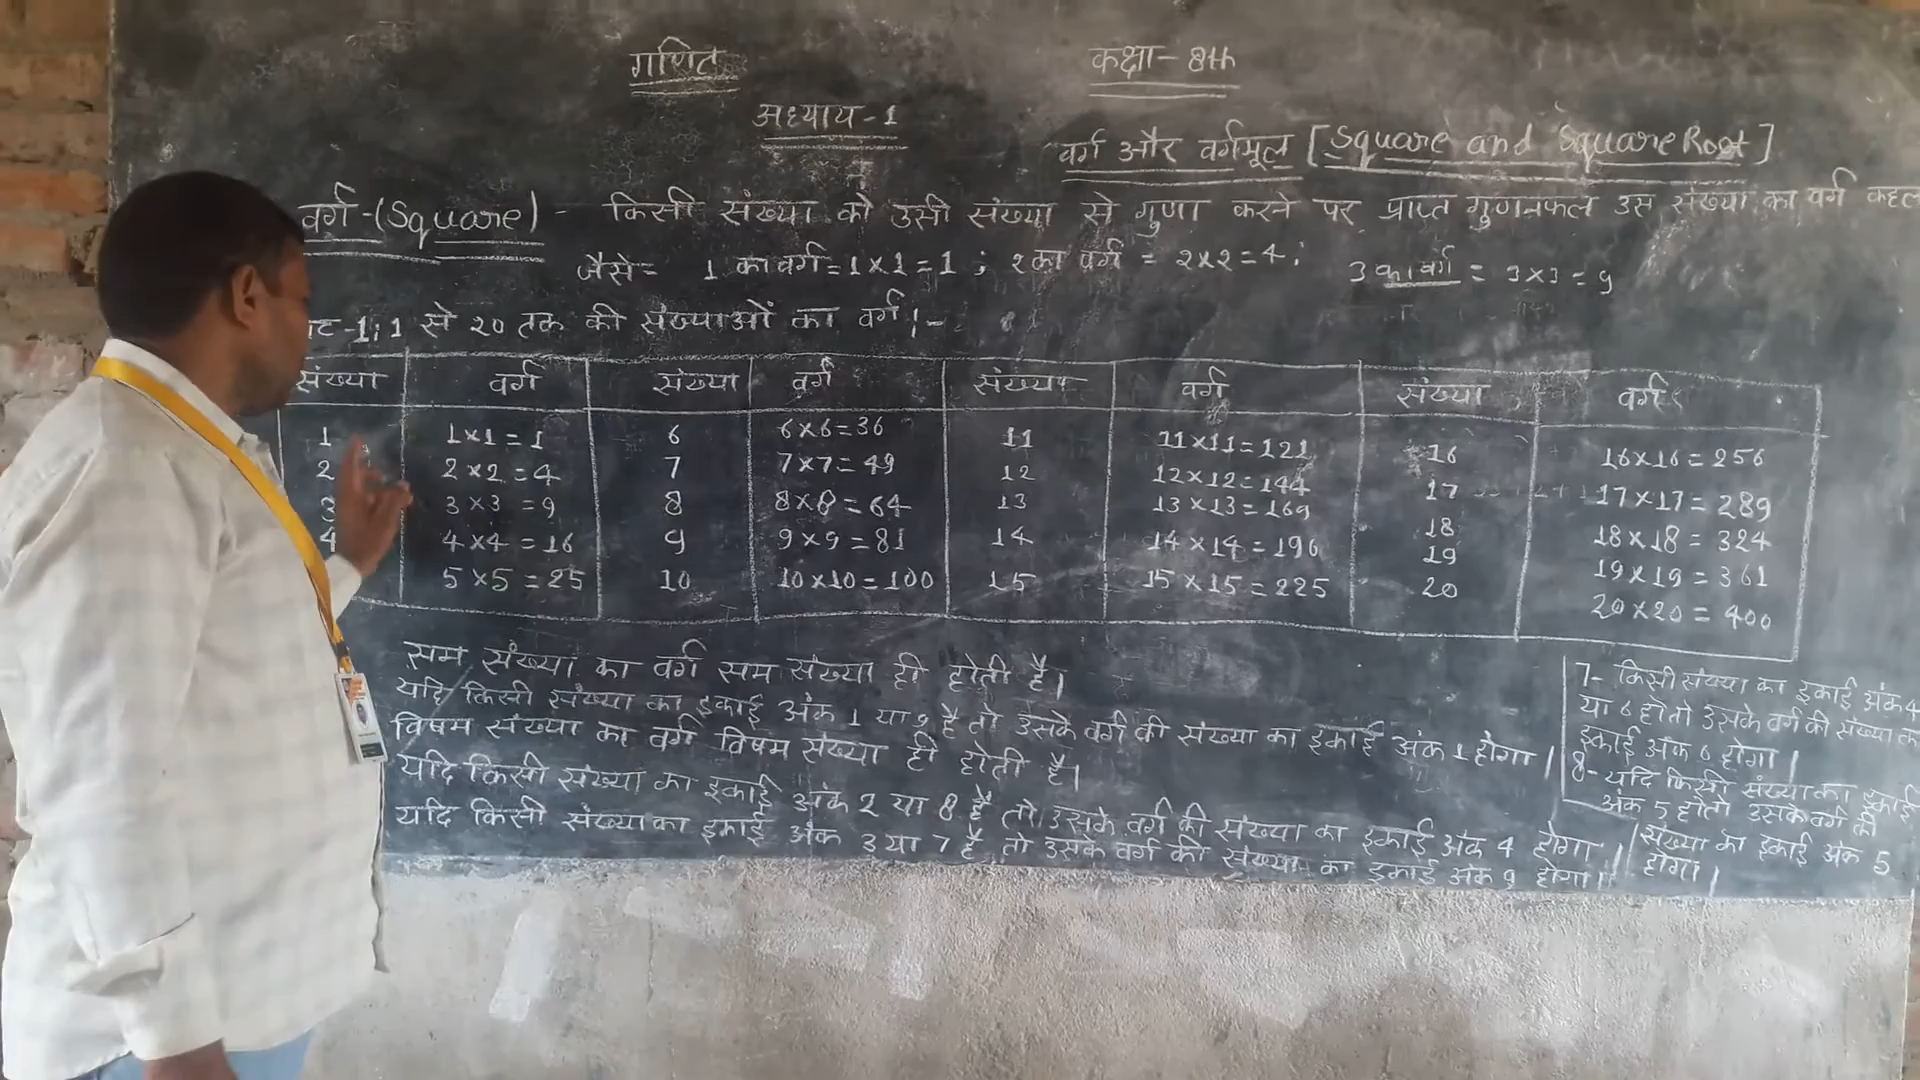 गणित
कक्षा- 8th
अध्याय-1
वर्ग और वर्गमूल [Square and Square Root]
वर्ग-(Square) - किसी संख्या को उसी संख्या से गुणा करने पर प्राप्त गुणनफल उस संख्या का वर्ग
जैसे= 1 का वर्ग=1×1=1 ; 2 का वर्ग = 2×2=4; 3 का वर्ग = 3×3=9
-1; 1 से 20 तक की संख्याओं का वर्ग;-
संख्या वर्ग संख्या वर्ग संख्या वर्ग संख्या वर्ग
1 1×1=1 6 6×6=36 11 11×11=121 16 16×16=256
2 2×2=4 7 7×7=49 12 12×12=144 17 17×17=289
3 3×3=9 8 8×8=64 13 13×13=169 18 18×18=324
4 4×4=16 9 9×9=81 14 14×14=196 19 19×19=361
5×5=25 10 10×10=100 15 15×15=225 20 20×20=400
सम संख्या का वर्ग सम संख्या ही होती है।
यदि किसी संख्या का इकाई अंक 1 या 9 है तो उसके वर्ग की संख्या का इकाई अंक 1 होगा।
विषम संख्या का वर्ग विषम संख्या ही होती है।
यदि किसी संख्या का इकाई अंक 2 या 8 है तो उसके वर्ग की संख्या का इकाई अंक 4 होगा।
यदि किसी संख्या का इकाई अंक 3 या 7 है तो उसके वर्ग की संख्या का इकाई अंक 9 होगा।
7- किसी संख्या का इकाई अंक 4
या 6 हो तो उसके वर्ग की संख्या का
इकाई अंक 6 होगा।
8- यदि किसी संख्या का इकाई
अंक 5 हो तो उसके वर्ग की
संख्या का इकाई अंक 5
होगा।